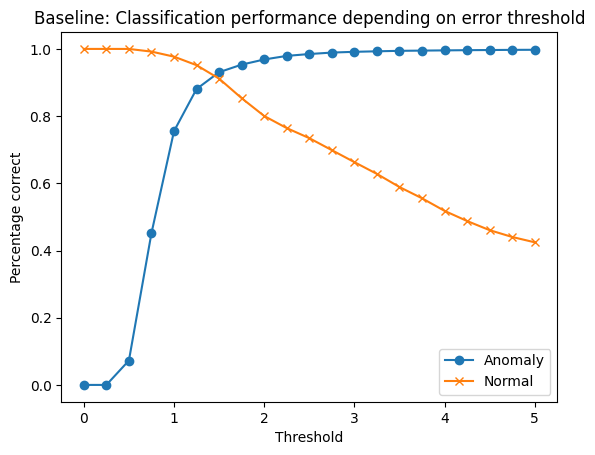 Baseline: Classification performance depending on error threshold
Percentage correct
1.0
0.8
0.6
0.4
0.2
0.0
Anomaly
Normal
0 1 2 3 4 5
Threshold